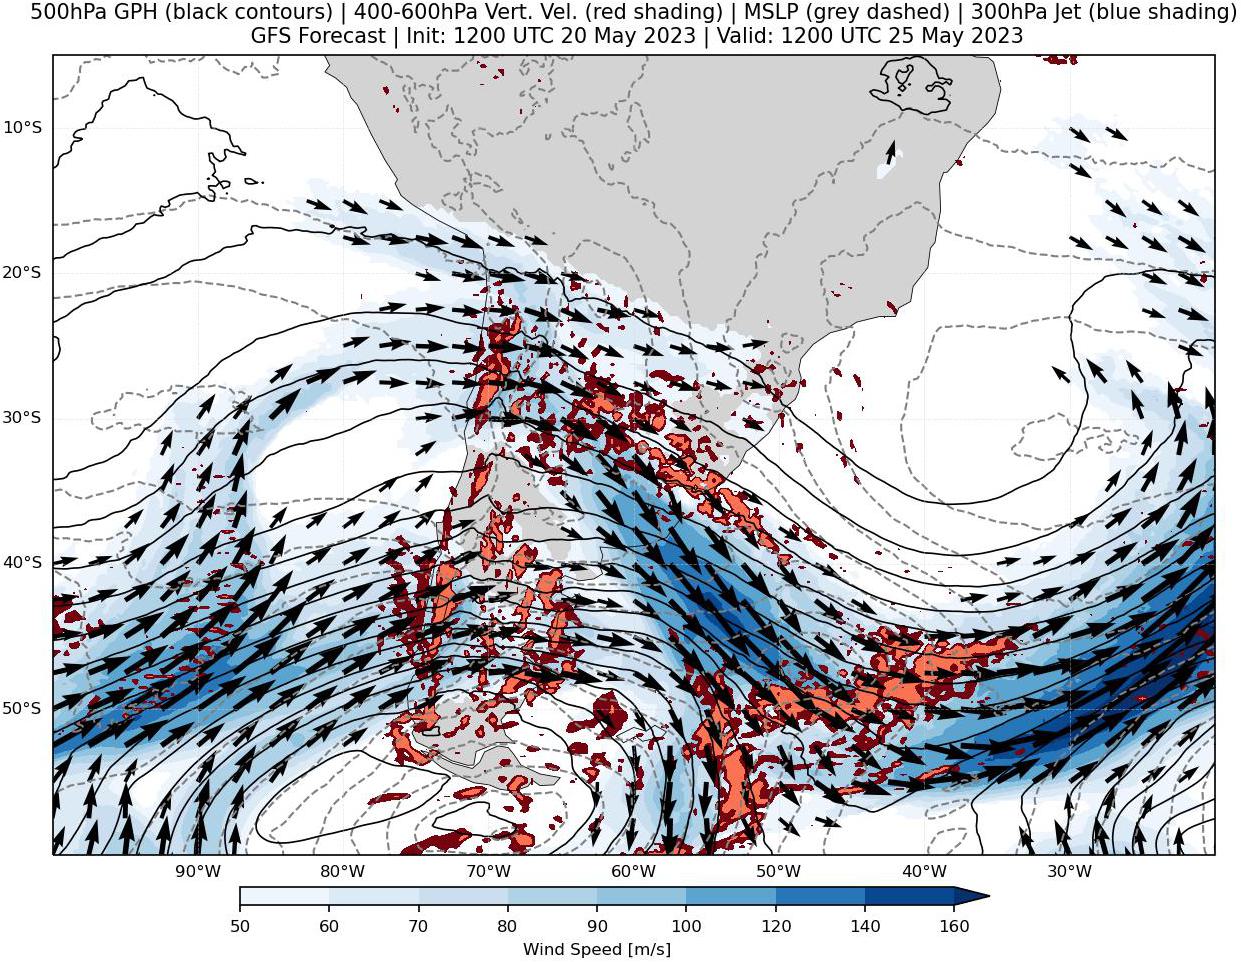 500hPa GPH (black contours) | 400-600hPa Vert. Vel. (red shading) | MSLP (grey dashed) | 300hPa Jet (blue shading)
GFS Forecast | Init: 1200 UTC 20 May 2023 | Valid: 1200 UTC 25 May 2023
10°S
20°S
30°S
40°S
50°S
90°W 80°W 70°W 60°W 50°W 40°W 30°W
50 60 70 80 90 100 120 140 160
Wind Speed [m/s]